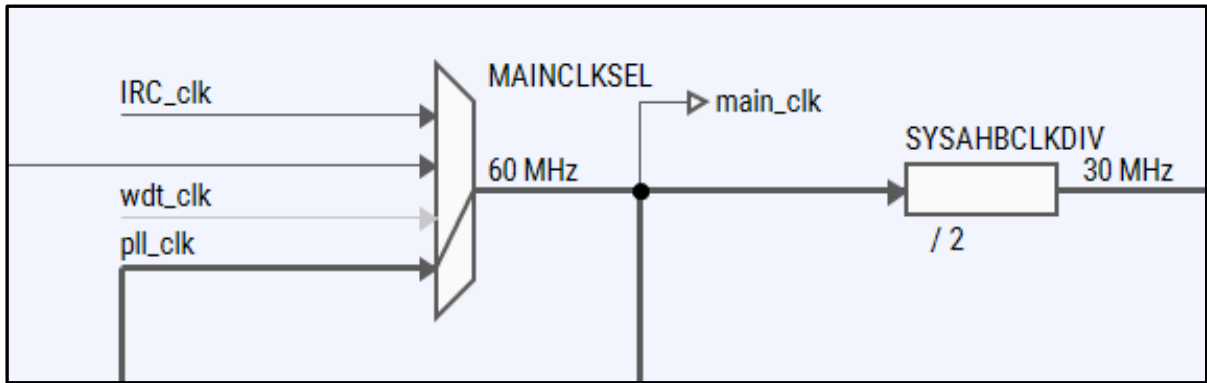 IRC_clk
MAINCLKSEL
main_clk
SYSAHBCLKDIV
60 MHz
30 MHz
wdt_clk
pll_clk
/ 2